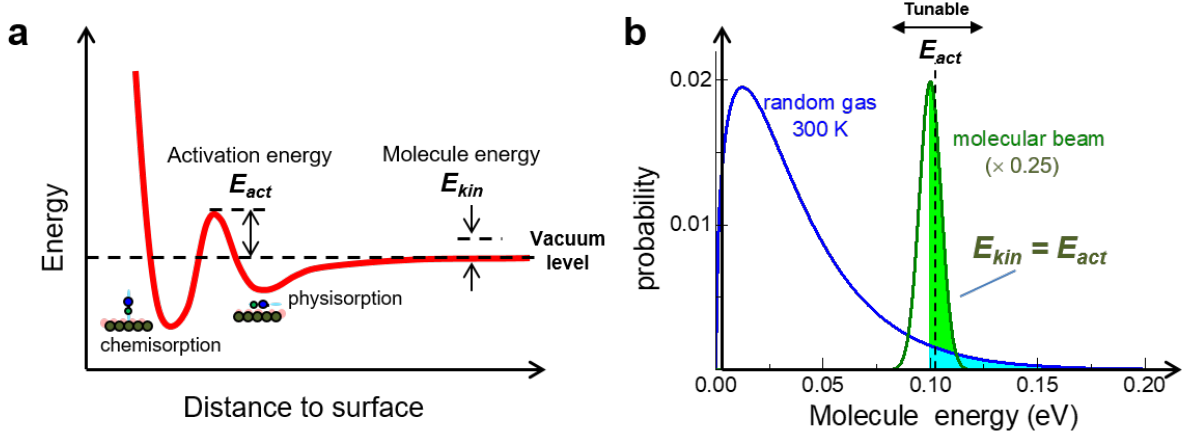 a
Energy
Activation energy
E_act
Molecule energy
E_kin
Vacuum
level
physisorption
chemisorption
Distance to surface
b
Tunable
E_act
probability
0.02
0.01
random gas
300 K
molecular beam
(× 0.25)
E_kin = E_act
0.00 0.05 0.10 0.15 0.20
Molecule energy (eV)